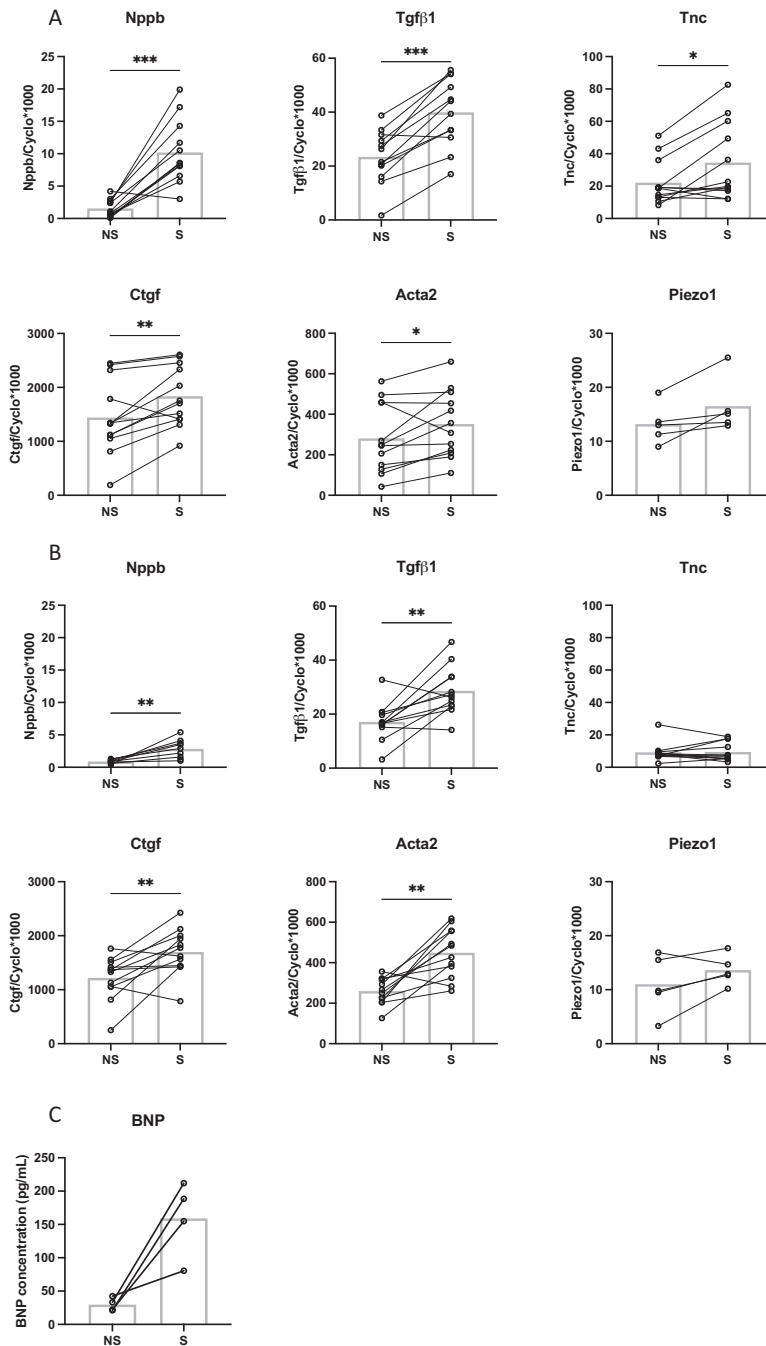 A
Nppb
Tgfβ1
Tnc
***
***
*
Nppb/Cyclo*1000
25
20
15
10
5
0
NS
S
Tgfβ1/Cyclo*1000
60
40
20
0
NS
S
Tnc/Cyclo*1000
100
80
60
40
20
0
NS
S
Ctgf
Acta2
Piezo1
**
*
Ctgf/Cyclo*1000
3000
2000
1000
0
NS
S
Acta2/Cyclo*1000
800
600
400
200
0
NS
S
Piezo1/Cyclo*1000
30
20
10
0
NS
S
B
Nppb
Tgfβ1
Tnc
**
**
Nppb/Cyclo*1000
25
20
15
10
5
0
NS
S
Tgfβ1/Cyclo*1000
60
40
20
0
NS
S
Tnc/Cyclo*1000
100
80
60
40
20
0
NS
S
Ctgf
Acta2
Piezo1
**
**
Ctgf/Cyclo*1000
3000
2000
1000
0
NS
S
Acta2/Cyclo*1000
800
600
400
200
0
NS
S
Piezo1/Cyclo*1000
30
20
10
0
NS
S
C
BNP
BNP concentration (pg/mL)
250
200
150
100
50
0
NS
S